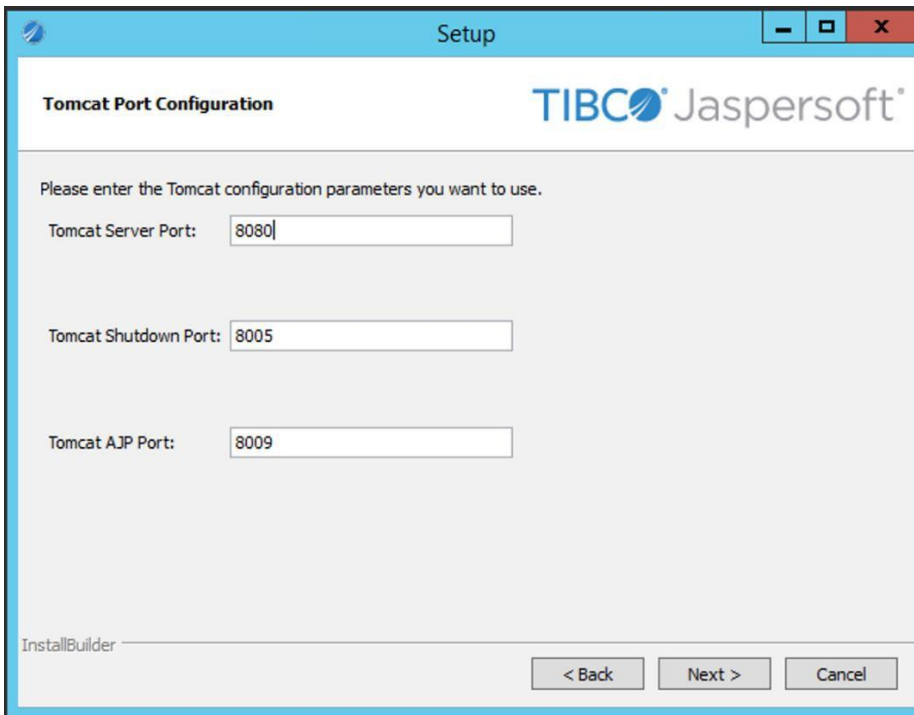 Setup
Tomcat Port Configuration
TIBCO Jaspersoft
Please enter the Tomcat configuration parameters you want to use.
Tomcat Server Port: 8080
Tomcat Shutdown Port: 8005
Tomcat AJP Port: 8009
InstallBuilder
< Back Next > Cancel